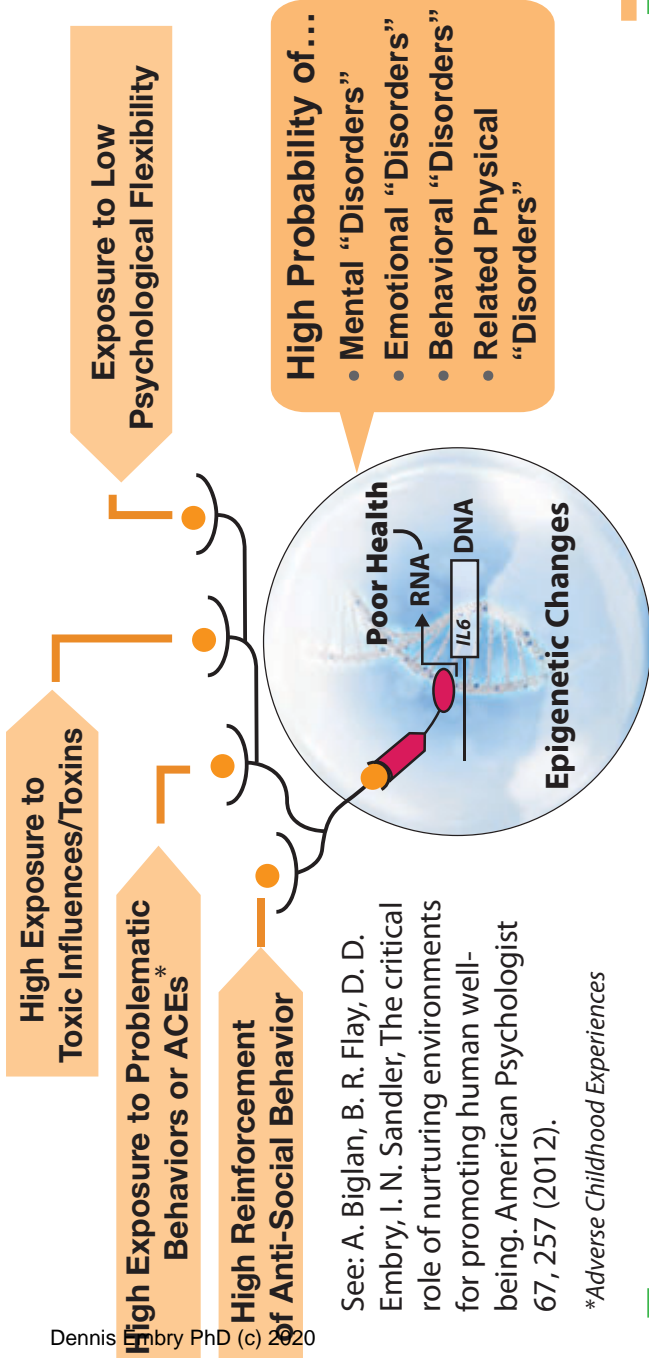 High Exposure to
Toxic Influences/Toxins
Exposure to Low
Psychological Flexibility
High Exposure to Problematic
Behaviors or ACEs*
High Reinforcement
of Anti-Social Behavior
High Probability of…
• Mental “Disorders”
• Emotional “Disorders”
• Behavioral “Disorders”
• Related Physical
“Disorders”
Poor Health
RNA
IL6
DNA
Epigenetic Changes
See: A. Biglan, B. R. Flay, D. D.
Embry, I. N. Sandler, The critical
role of nurturing environments
for promoting human well-
being. American Psychologist
67, 257 (2012).
*Adverse Childhood Experiences
Dennis Embry PhD (c) 2020